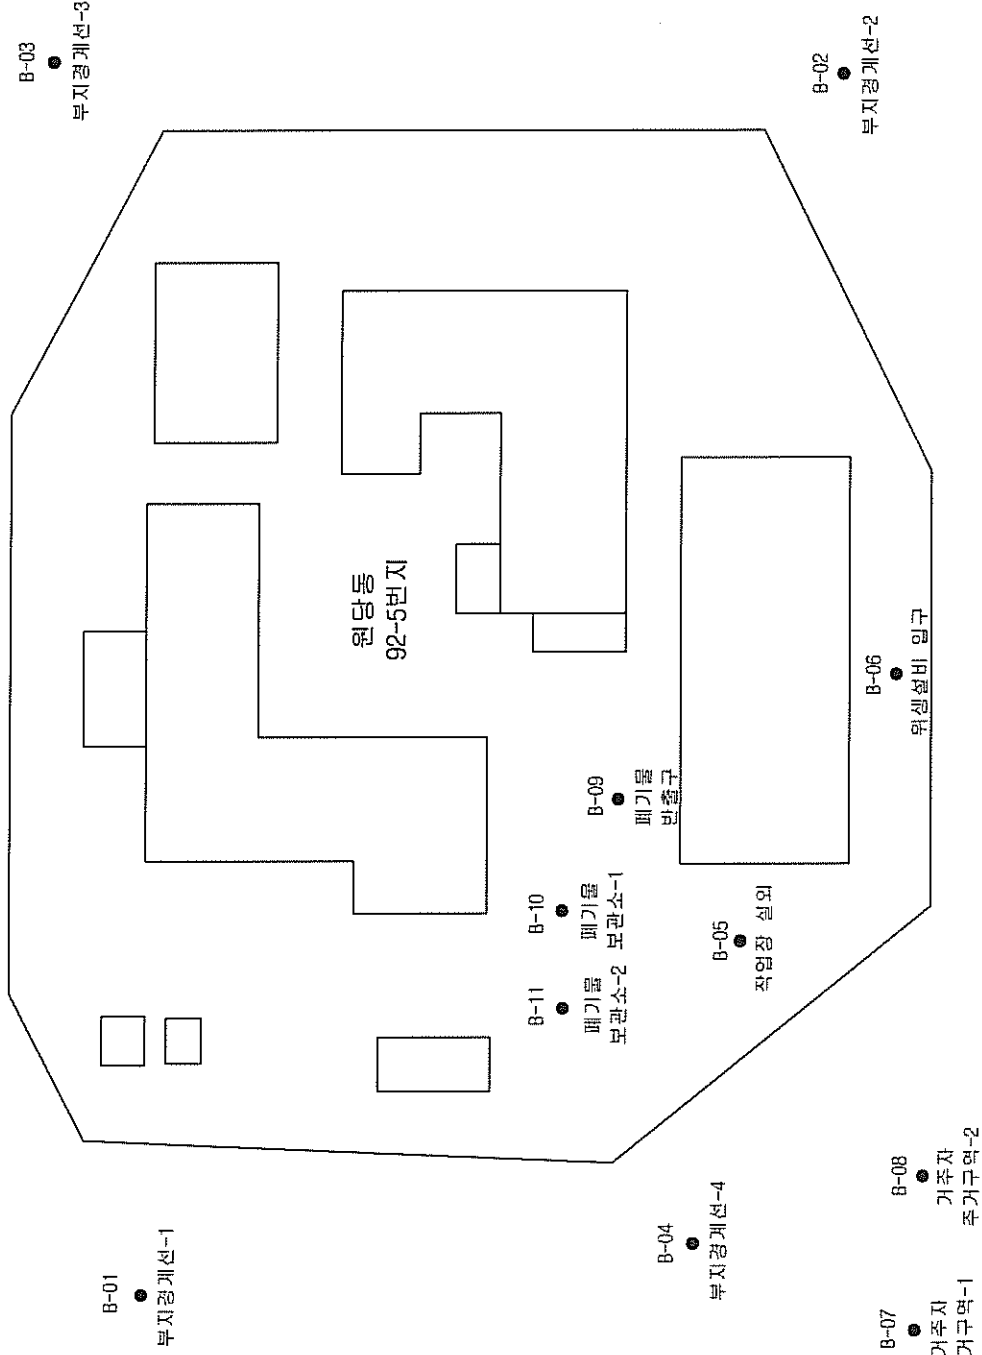 B-01
부지경계선-1
B-03
부지경계선-3
B-02
부지경계선-2
원당동
92-5번지
B-11
폐기물
보관소-2
B-10
폐기물
보관소-1
B-09
폐기물
반출구
B-05
작업장 실외
B-06
위생설비 입구
B-04
부지경계선-4
B-07
거주자
거구역-1
B-08
거주자
주거구역-2